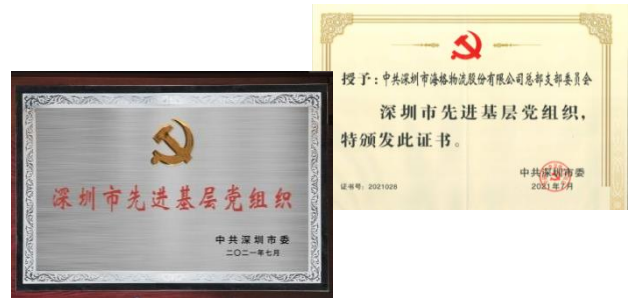 深圳市先进基层党组织
中共深圳市委
二〇二一年七月
授予：中共深圳市海格物流股份有限公司总部支部委员会
深圳市先进基层党组织，
特颁发此证书。
中共深圳市委
证书号：2021028
2021年7月